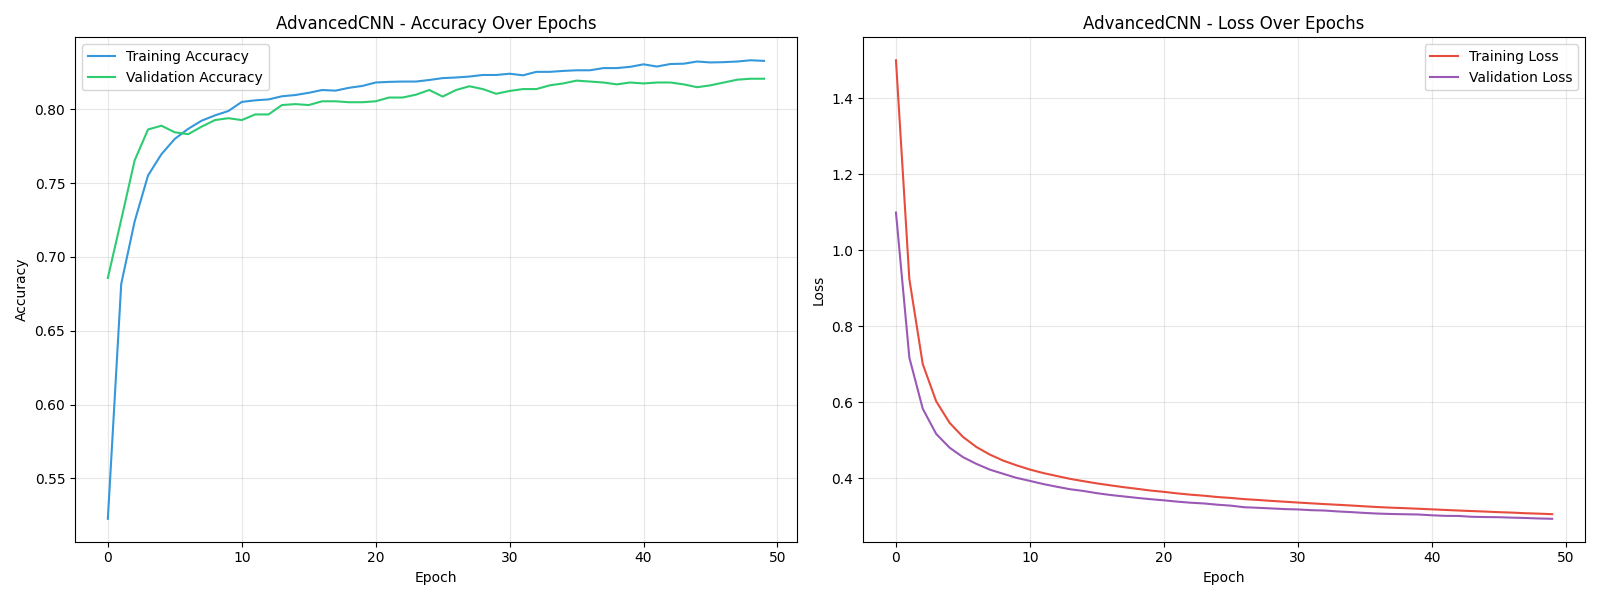 AdvancedCNN - Accuracy Over Epochs
Training Accuracy
Validation Accuracy
0.80
0.75
0.70
0.65
0.60
0.55
Accuracy
0
10
20
30
40
50
Epoch
AdvancedCNN - Loss Over Epochs
Training Loss
Validation Loss
1.4
1.2
1.0
0.8
0.6
0.4
Loss
0
10
20
30
40
50
Epoch